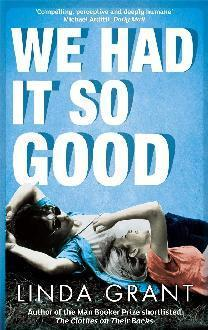 'Compelling, perceptive and deeply humane'
Michael Arditti, Daily Mail
WE HAD
IT SO
GOOD
LINDA GRANT
Author of the Man Booker Prize shortlisted
The Clothes on Their Backs